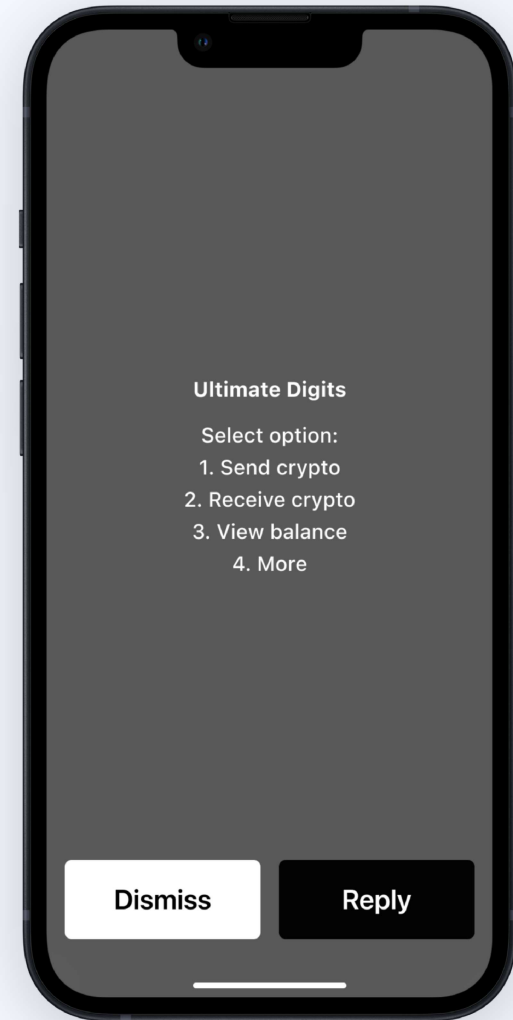 Ultimate Digits
Select option:
1. Send crypto
2. Receive crypto
3. View balance
4. More
Dismiss
Reply